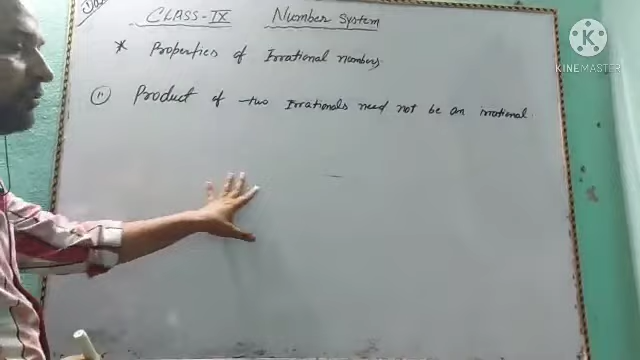 CLASS-IX Number System
* Properties of Irrational numbers
(ii) Product of two Irrationals need not be an irrational.
KINEMASTER